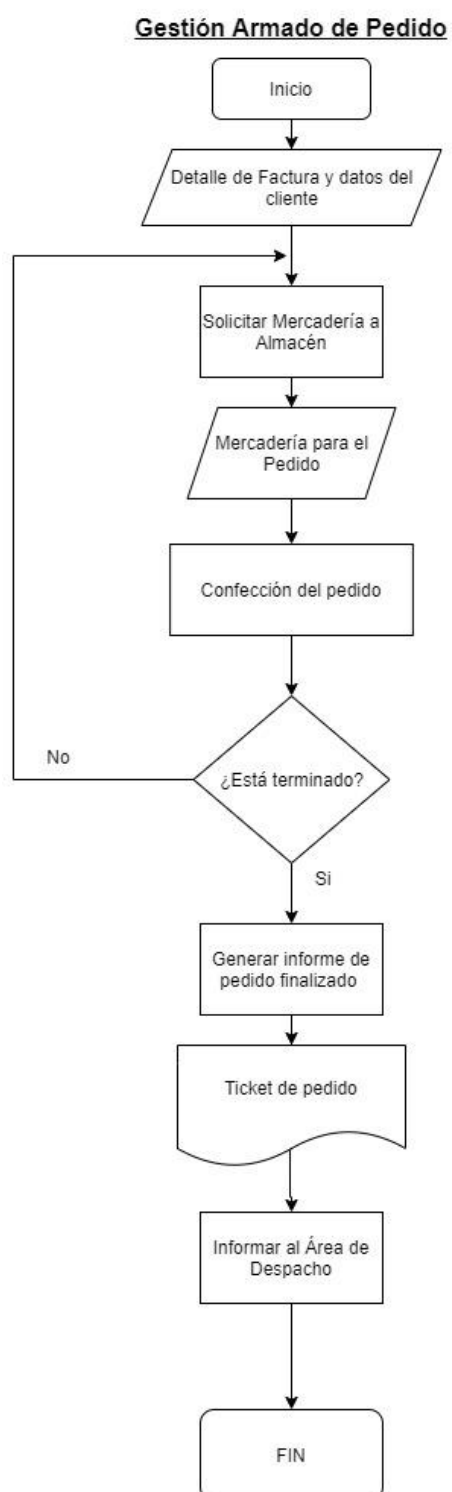 Gestión Armado de Pedido
Inicio
Detalle de Factura y datos del
cliente
Solicitar Mercadería a
Almacén
Mercadería para el
Pedido
Confección del pedido
¿Está terminado?
No
Si
Generar informe de
pedido finalizado
Ticket de pedido
Informar al Área de
Despacho
FIN